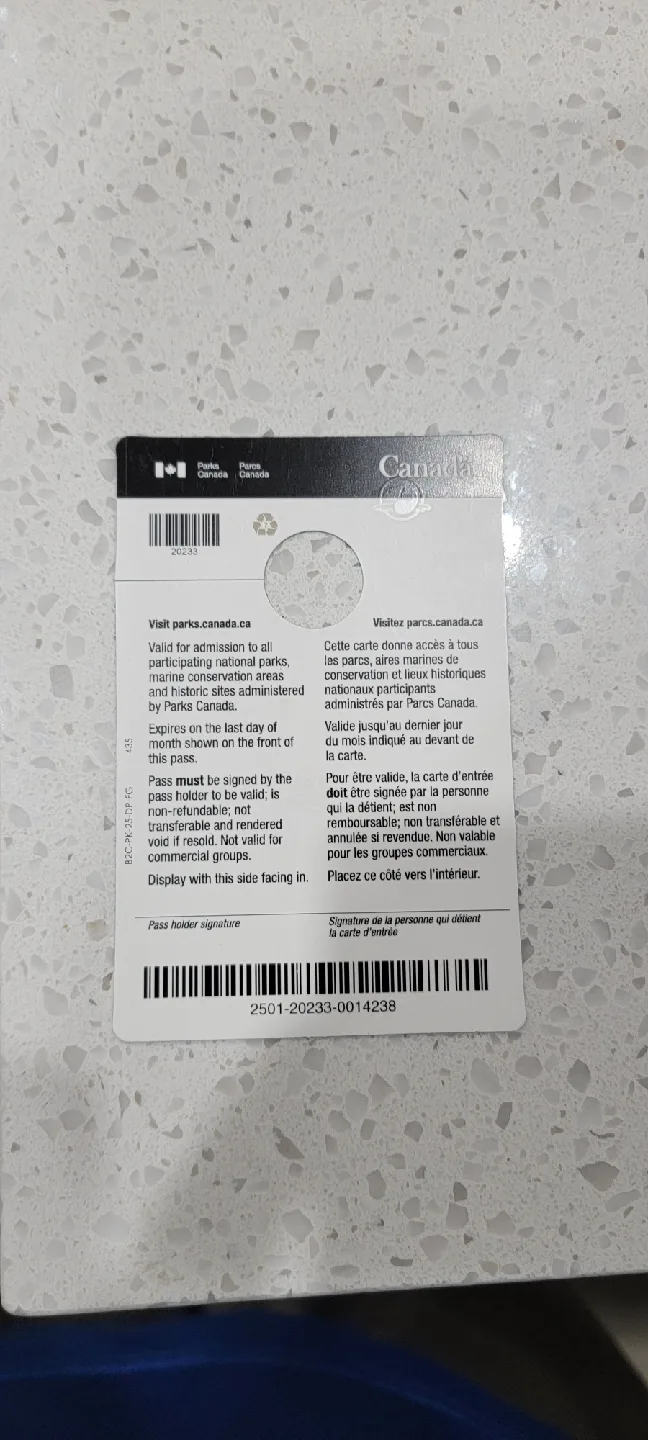 Parks Canada
Parcs Canada
Canada
20233
Visit parks.canada.ca
Valid for admission to all
participating national parks,
marine conservation areas
and historic sites administered
by Parks Canada.
Expires on the last day of
month shown on the front of
this pass.
Pass must be signed by the
pass holder to be valid; is
non-refundable; not
transferable and rendered
void if resold. Not valid for
commercial groups.
Display with this side facing in.
Pass holder signature
Visitez parcs.canada.ca
Cette carte donne accès à tous
les parcs, aires marines de
conservation et lieux historiques
nationaux participants
administrés par Parcs Canada.
Valide jusqu'au dernier jour
du mois indiqué au devant de
la carte.
Pour être valide, la carte d'entrée
doit être signée par la personne
qui la détient; est non
remboursable; non transférable et
annulée si revendue. Non valable
pour les groupes commerciaux.
Placez ce côté vers l'intérieur.
Signature de la personne qui détient
la carte d'entrée
B2C-PK-25-DP-FG
435
2501-20233-0014238